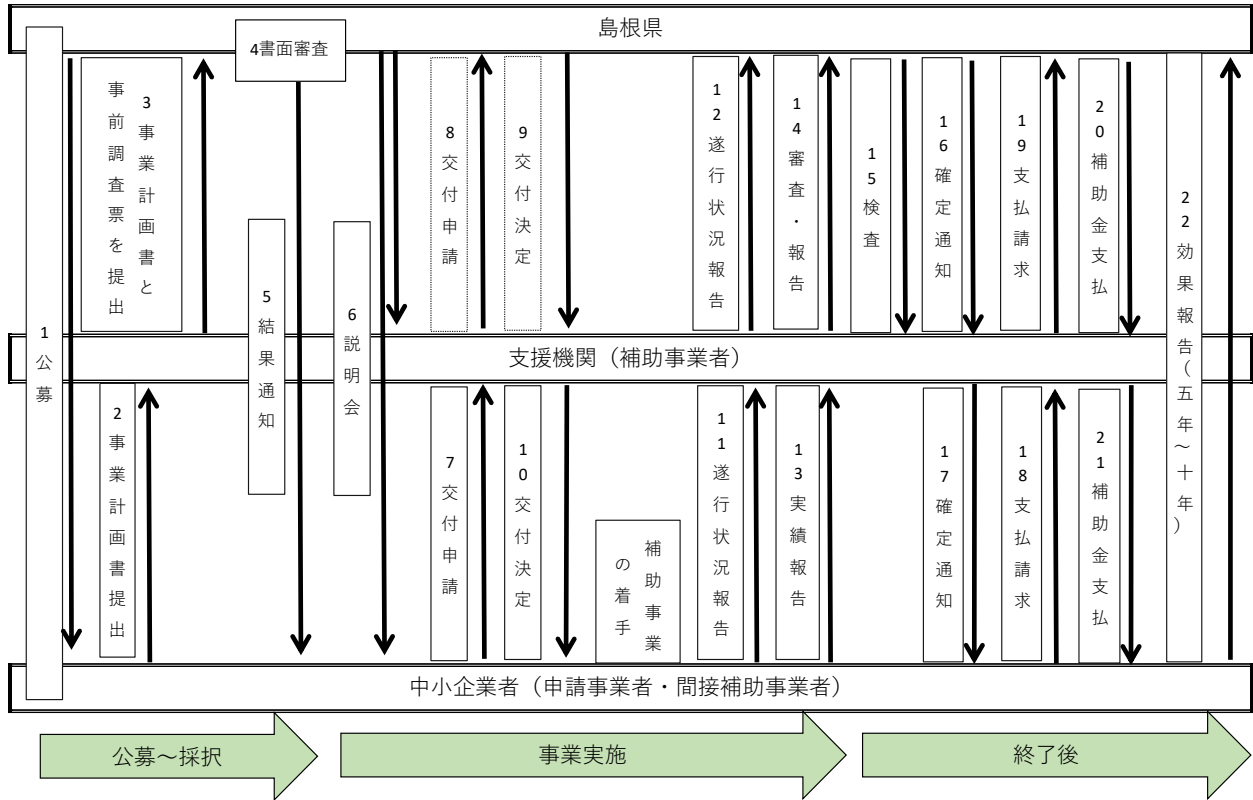 島根県
1公募
2事業計画書提出
3事業計画書と
事前調査票を提出
4書面審査
5結果通知
6説明会
7交付申請
8交付申請
9交付決定
10交付決定
補助事業
の着手
11遂行状況報告
12遂行状況報告
13実績報告
14審査・報告
15検査
16確定通知
17確定通知
18支払請求
19支払請求
20補助金支払
21補助金支払
22効果報告(五年～十年)
支援機関（補助事業者）
中小企業者（申請事業者・間接補助事業者）
公募～採択
事業実施
終了後